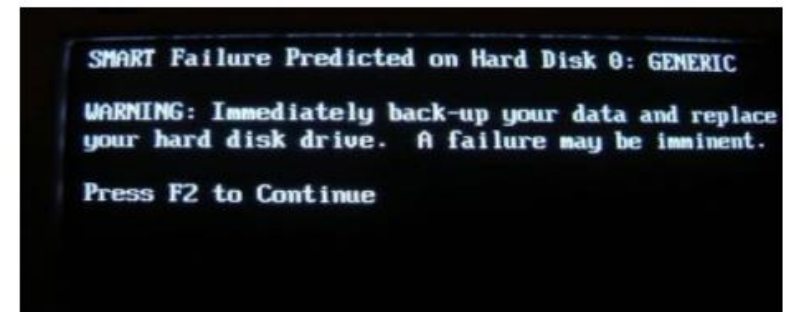 SMART Failure Predicted on Hard Disk 0: GENERIC
WARNING: Immediately back-up your data and replace
your hard disk drive. A failure may be imminent.
Press F2 to Continue